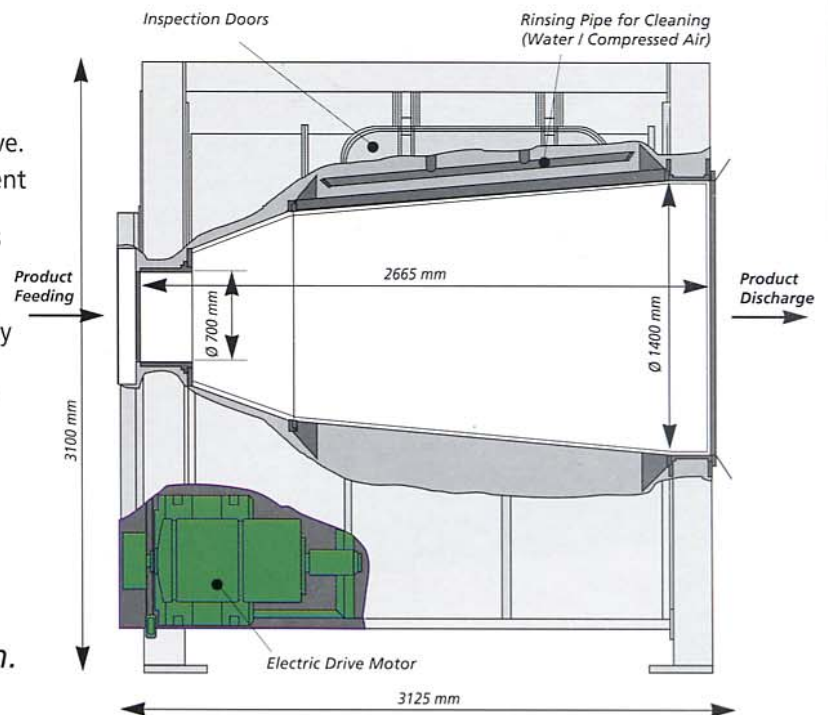 Inspection Doors
Rinsing Pipe for Cleaning
(Water / Compressed Air)
Product
Feeding
2665 mm
Ø 700 mm
Ø 1400 mm
Product
Discharge
3100 mm
Electric Drive Motor
3125 mm